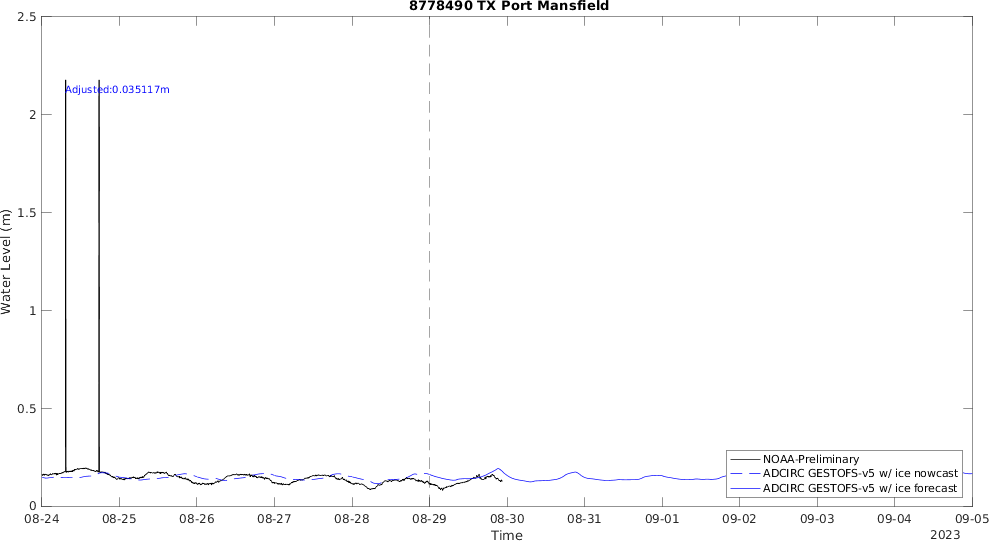 8778490 TX Port Mansfield
2.5
Adjusted:0.035117m
2
1.5
Water Level (m)
1
0.5
NOAA-Preliminary
ADCIRC GESTOFS-v5 w/ ice nowcast
ADCIRC GESTOFS-v5 w/ ice forecast
0
08-24 08-25 08-26 08-27 08-28 08-29 08-30 08-31 09-01 09-02 09-03 09-04 09-05
Time
2023